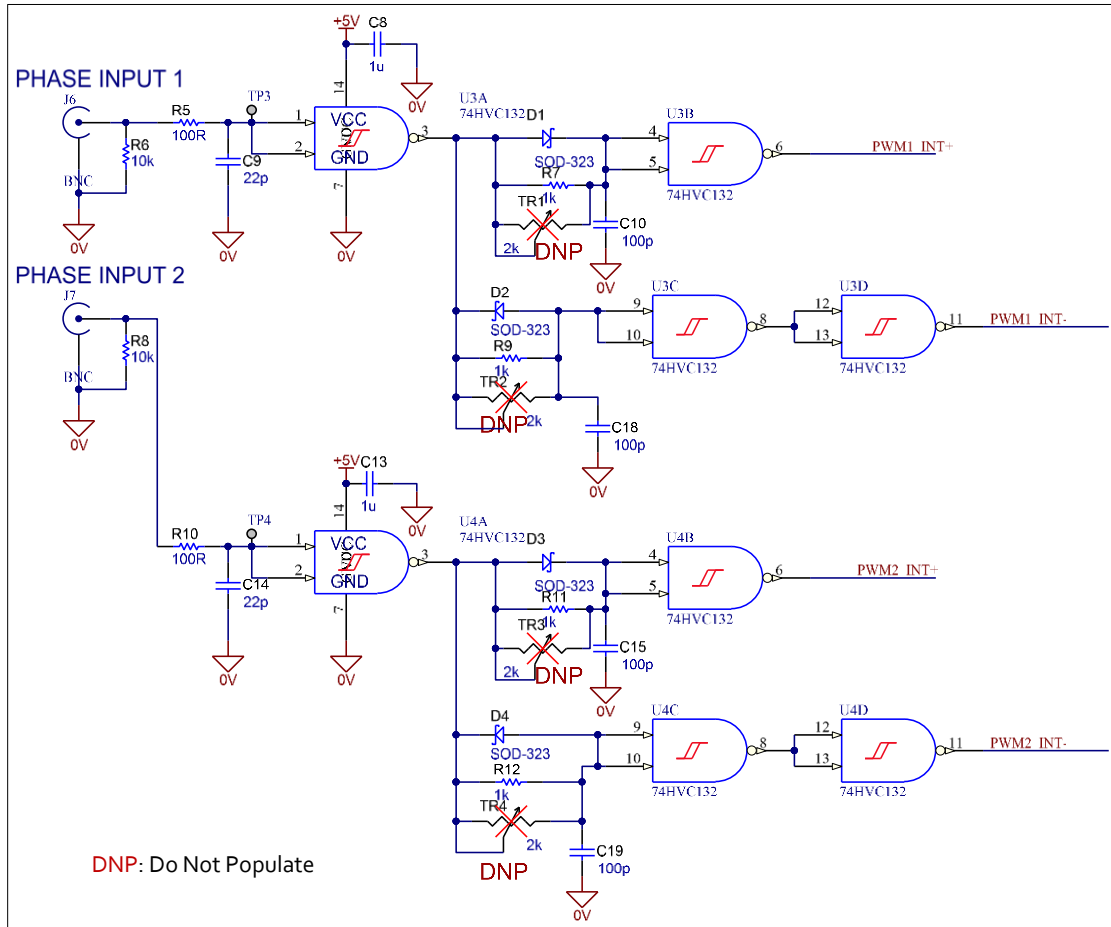 +5V
C8
1u
0V
PHASE INPUT 1
J6
R5
100R
TP3
14
1
2
VCC
GND
3
7
R6
10k
BNC
C9
22p
0V
0V
0V
U3A
74HVC132
D1
SOD-323
R7
1k
TR1
2k
DNP
C10
100p
0V
4
5
U3B
6
74HVC132
PWM1_INT+
PHASE INPUT 2
J7
R8
10k
BNC
0V
D2
SOD-323
R9
1k
TR2
2k
DNP
C18
100p
0V
9
10
U3C
8
74HVC132
12
13
U3D
11
74HVC132
PWM1_INT-
+5V
C13
1u
0V
R10
100R
TP4
14
1
2
VCC
GND
3
7
C14
22p
0V
0V
U4A
74HVC132
D3
SOD-323
R11
1k
TR3
2k
DNP
C15
100p
0V
4
5
U4B
6
74HVC132
PWM2_INT+
D4
SOD-323
R12
1k
TR4
2k
DNP
C19
100p
0V
9
10
U4C
8
74HVC132
12
13
U4D
11
74HVC132
PWM2_INT-
DNP: Do Not Populate